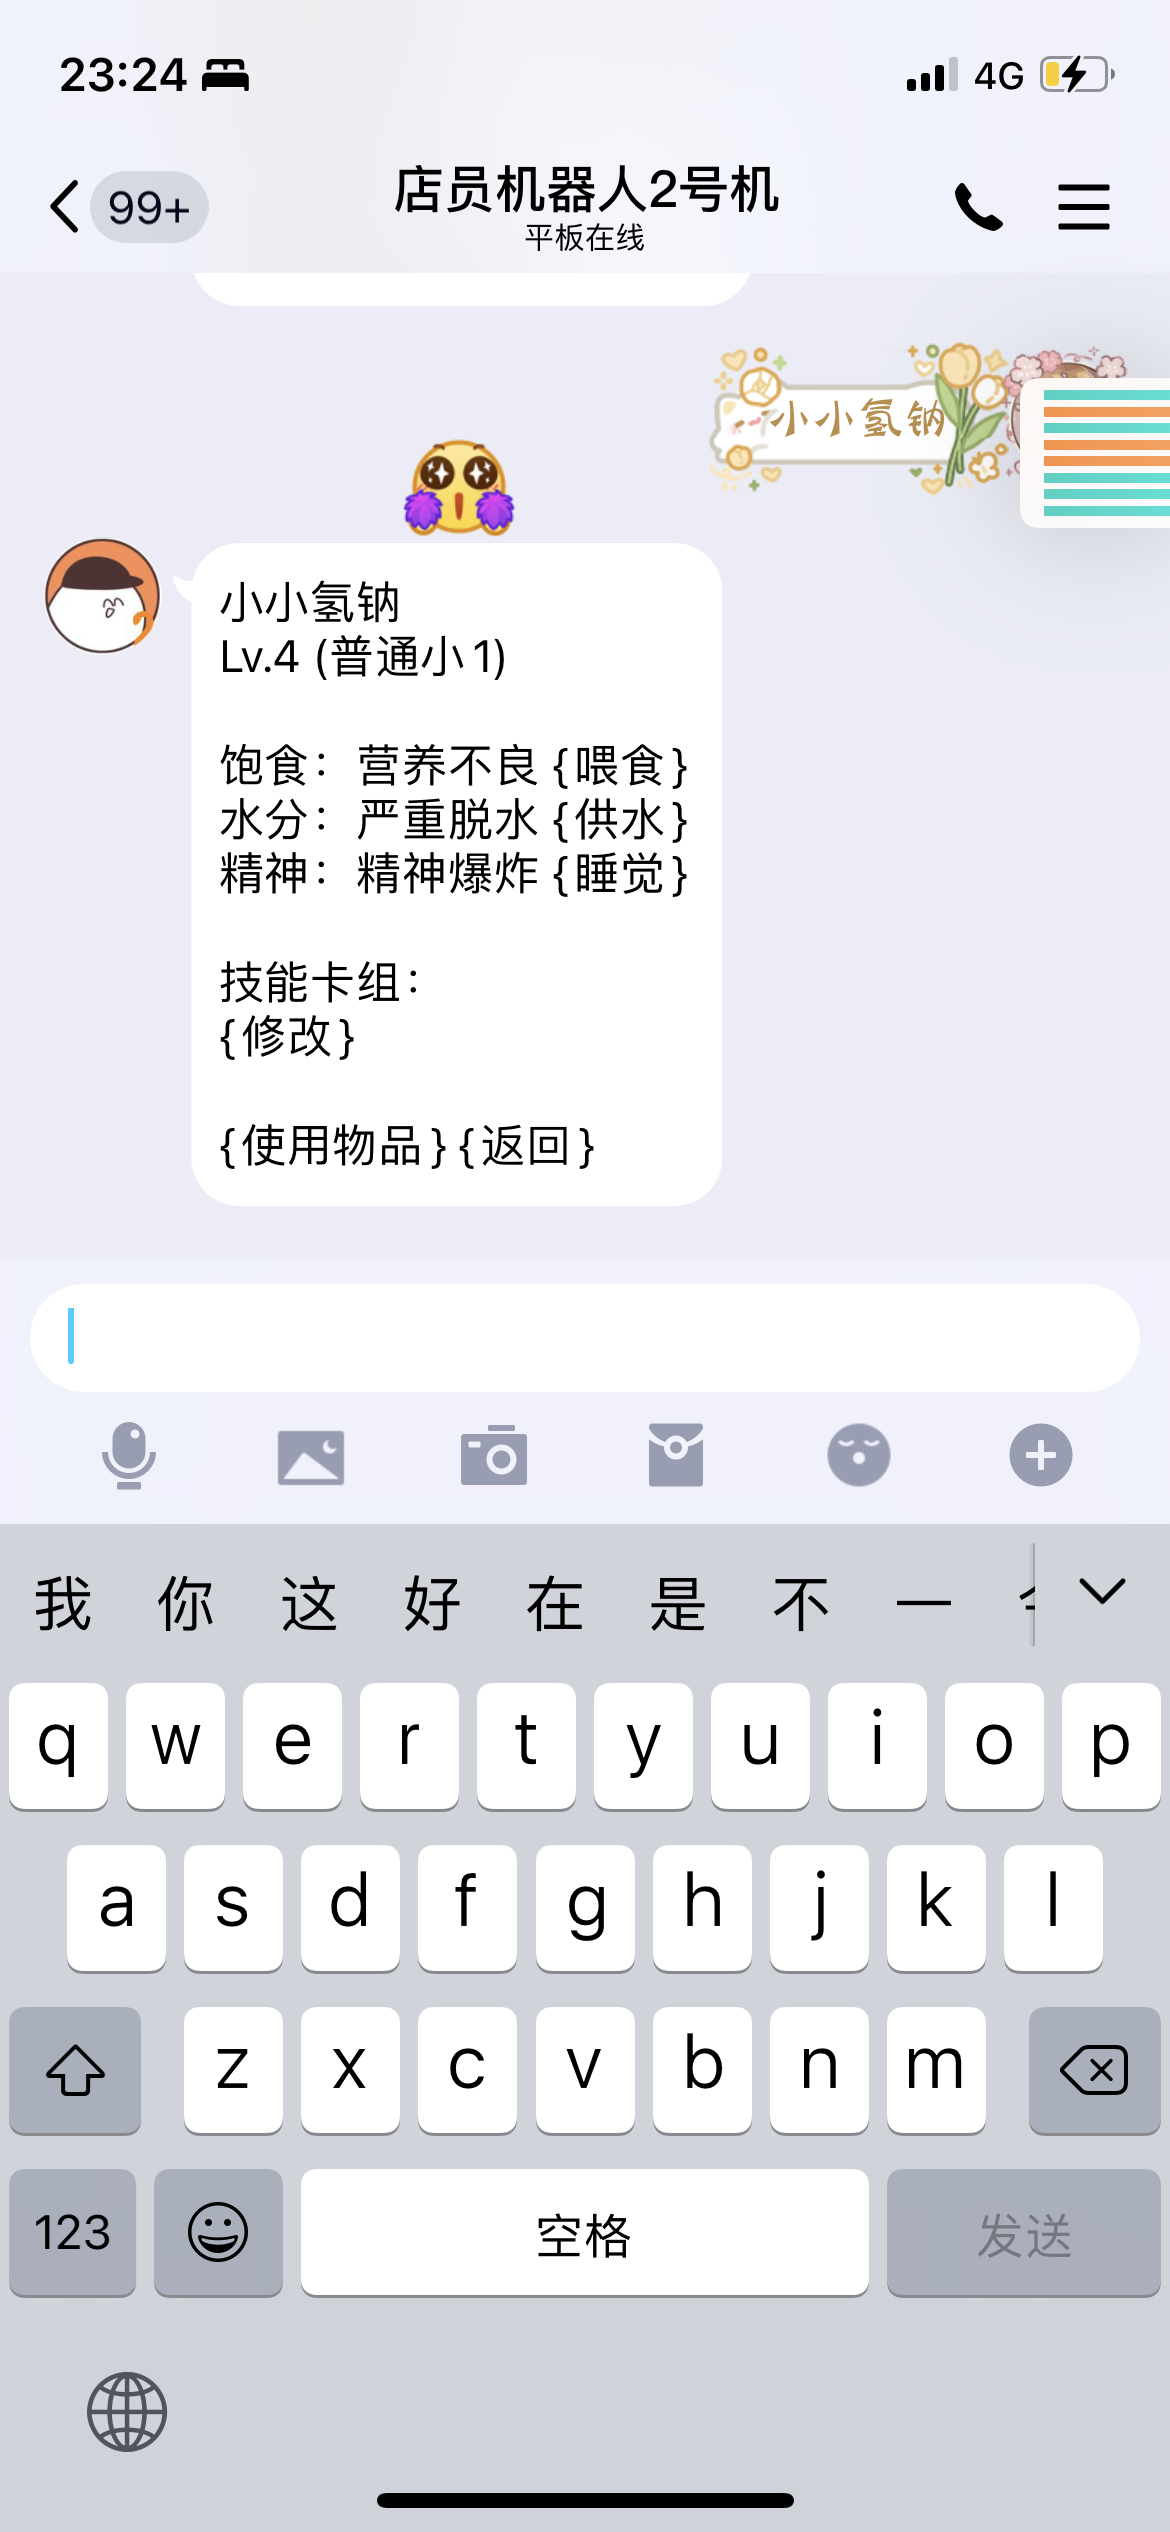 23:24
4G
99+
店员机器人2号机
平板在线
小小氢钠
小小氢钠
Lv.4 (普通小1)
饱食：营养不良{喂食}
水分：严重脱水{供水}
精神：精神爆炸{睡觉}
技能卡组：
{修改}
{使用物品}{返回}
我 你 这 好 在 是 不 一
q w e r t y u i o p
a s d f g h j k l
z x c v b n m
123 空格 发送